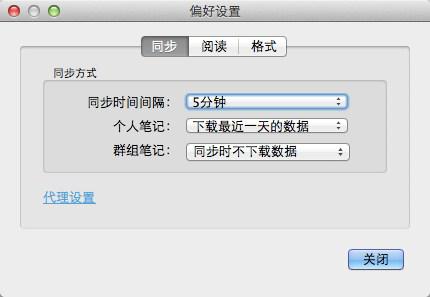 偏好设置
同步 阅读 格式
同步方式
同步时间间隔： 5分钟
个人笔记： 下载最近一天的数据
群组笔记： 同步时不下载数据
代理设置
关闭